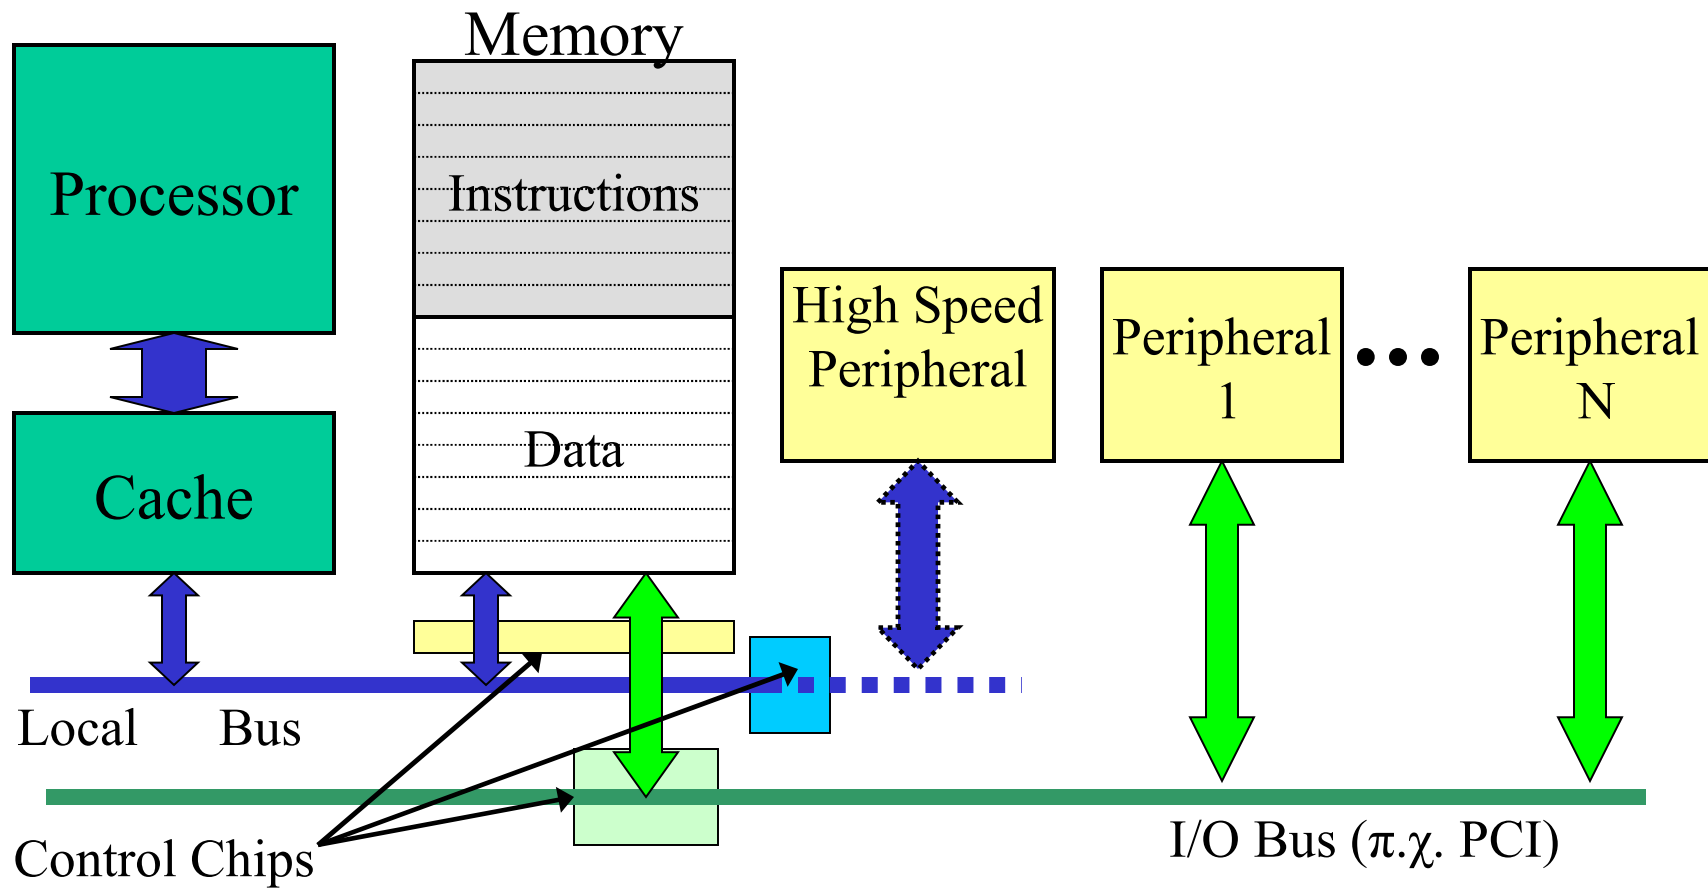 Memory
Processor
Instructions
Cache
Data
High Speed
Peripheral
Peripheral
1
•••
Peripheral
N
Local Bus
Control Chips
I/O Bus (π.χ. PCI)